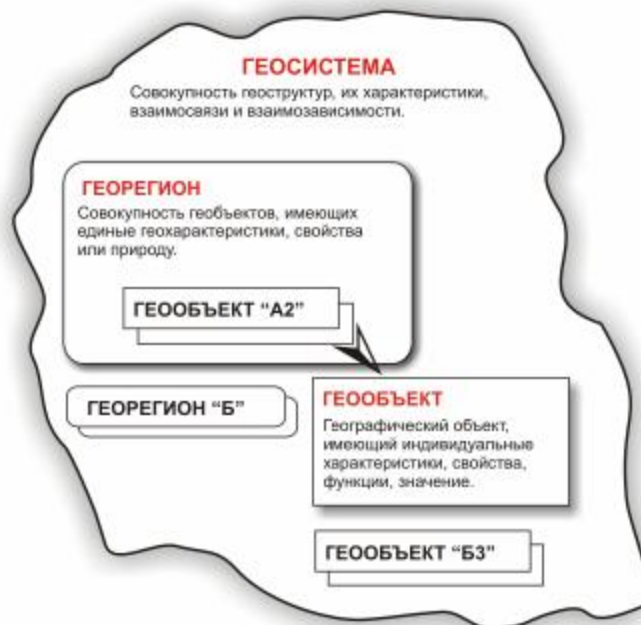 ГЕОСИСТЕМА
Совокупность геоструктур, их характеристики,
взаимосвязи и взаимозависимости.
ГЕОРЕГИОН
Совокупность геобъектов, имеющих
единые геохарактеристики, свойства
или природу.
ГЕООБЪЕКТ “А2”
ГЕОРЕГИОН “Б”
ГЕООБЪЕКТ
Географический объект,
имеющий индивидуальные
характеристики, свойства,
функции, значение.
ГЕООБЪЕКТ “Б3”